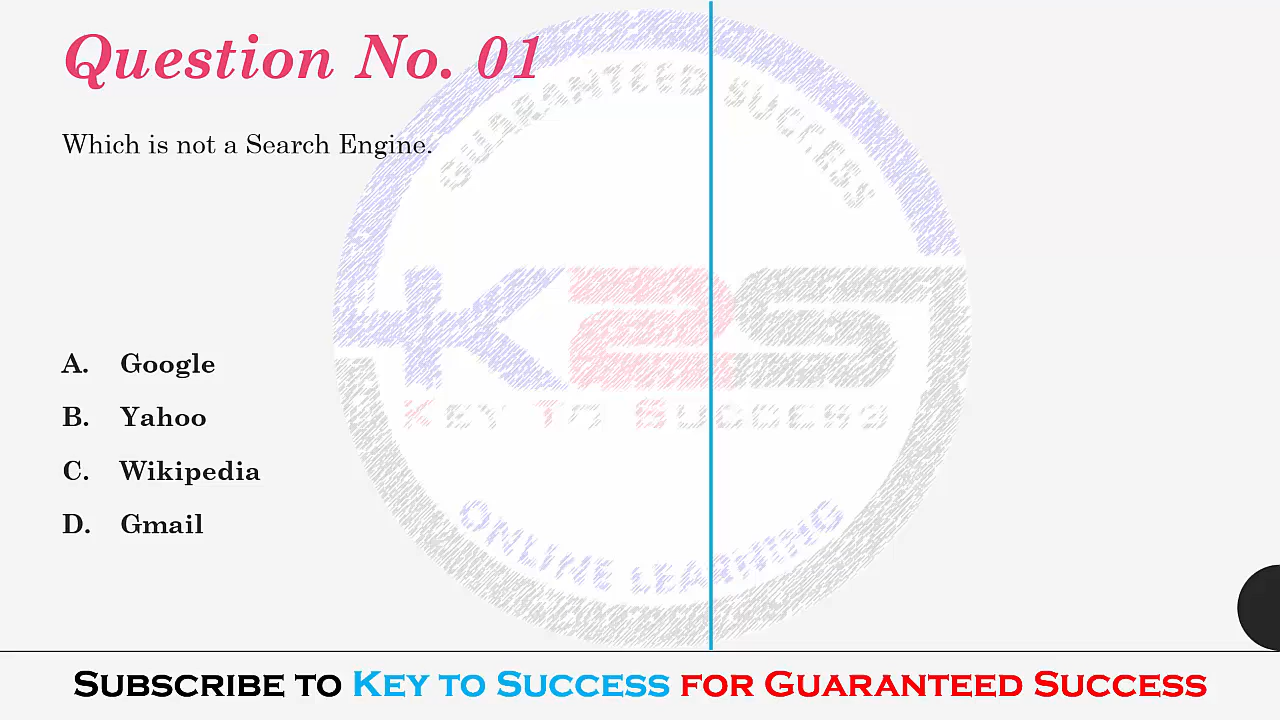 Question No. 01
Which is not a Search Engine.
A. Google
B. Yahoo
C. Wikipedia
D. Gmail
GUARANTEED SUCCESS
K2S
KEY TO SUCCESS
ONLINE LEARNING
SUBSCRIBE TO KEY TO SUCCESS FOR GUARANTEED SUCCESS